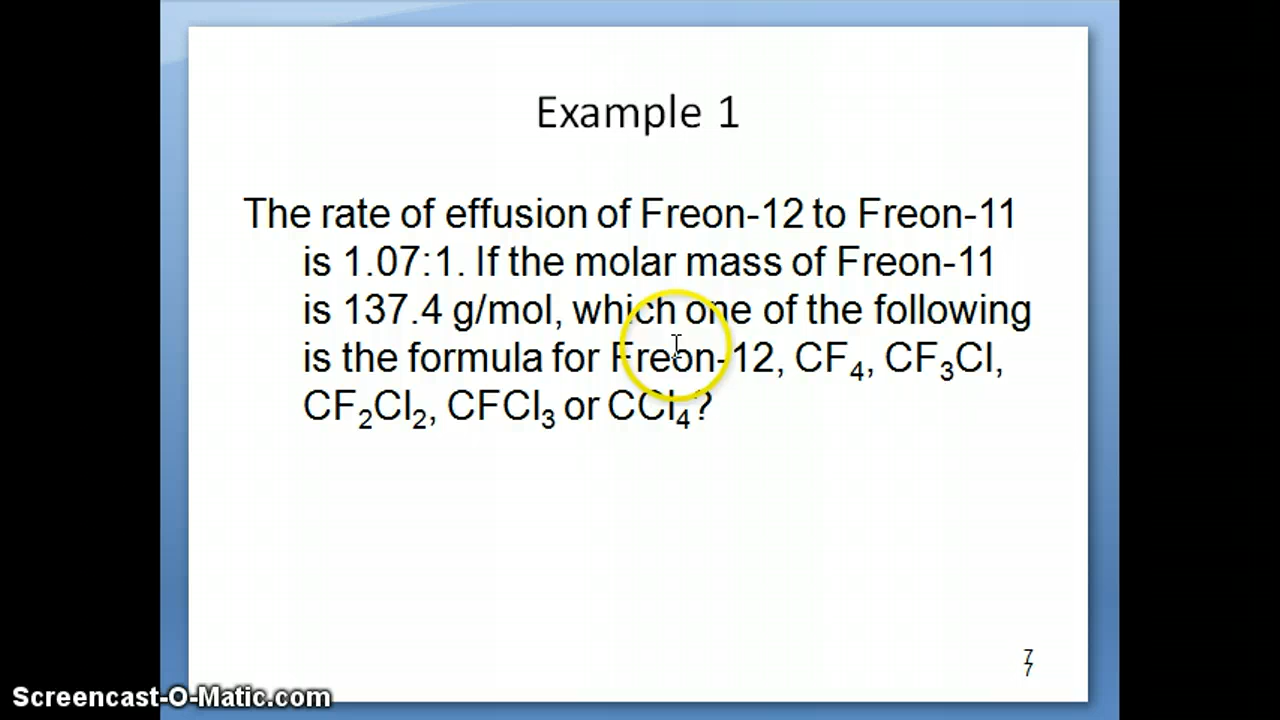 Example 1
The rate of effusion of Freon-12 to Freon-11
is 1.07:1. If the molar mass of Freon-11
is 137.4 g/mol, which one of the following
is the formula for Freon-12, CF₄, CF₃Cl,
CF₂Cl₂, CFCl₃ or CCl₄?
7
7
Screencast-O-Matic.com